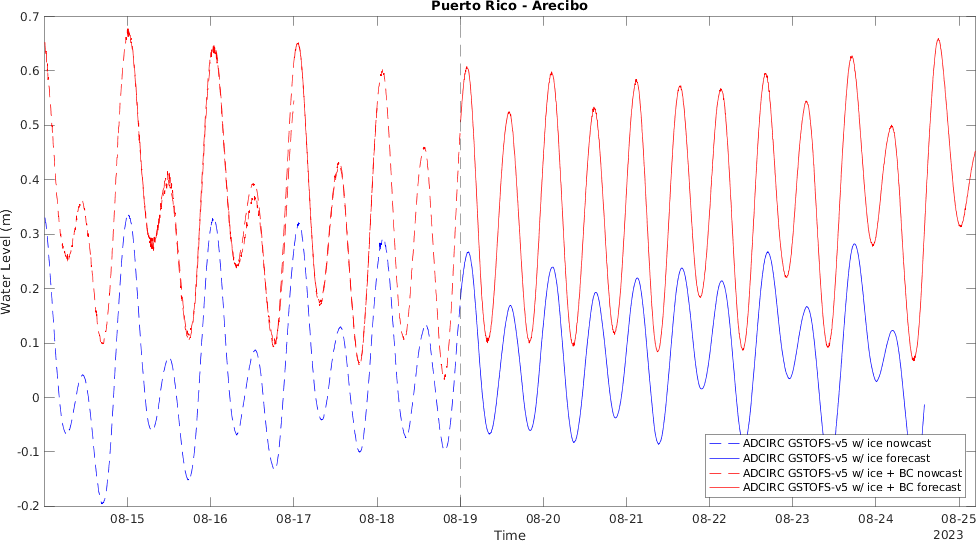 Puerto Rico - Arecibo
0.7
0.6
0.5
0.4
0.3
0.2
0.1
0
-0.1
-0.2
Water Level (m)
ADCIRC GSTOFS-v5 w/ ice nowcast
ADCIRC GSTOFS-v5 w/ ice forecast
ADCIRC GSTOFS-v5 w/ ice + BC nowcast
ADCIRC GSTOFS-v5 w/ ice + BC forecast
08-15 08-16 08-17 08-18 08-19 08-20 08-21 08-22 08-23 08-24 08-25
Time
2023